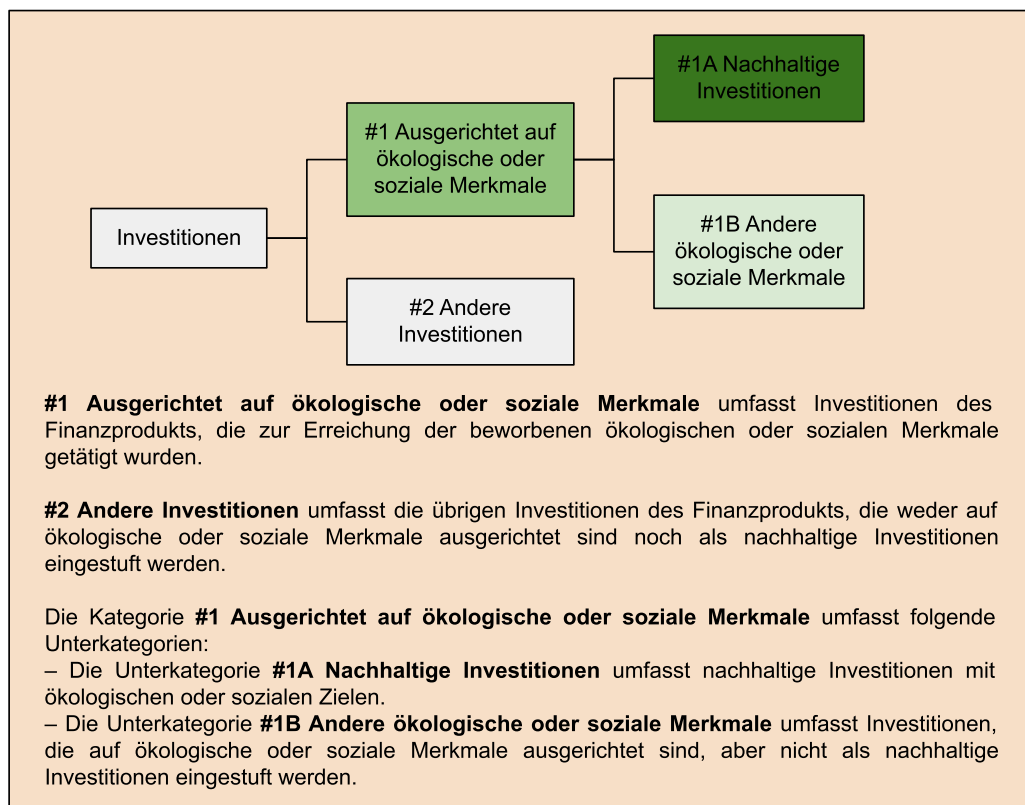 #1A Nachhaltige
Investitionen
#1 Ausgerichtet auf
ökologische oder
soziale Merkmale
#1B Andere
ökologische oder
soziale Merkmale
Investitionen
#2 Andere
Investitionen
#1 Ausgerichtet auf ökologische oder soziale Merkmale umfasst Investitionen des
Finanzprodukts, die zur Erreichung der beworbenen ökologischen oder sozialen Merkmale
getätigt wurden.
#2 Andere Investitionen umfasst die übrigen Investitionen des Finanzprodukts, die weder auf
ökologische oder soziale Merkmale ausgerichtet sind noch als nachhaltige Investitionen
eingestuft werden.
Die Kategorie #1 Ausgerichtet auf ökologische oder soziale Merkmale umfasst folgende
Unterkategorien:
– Die Unterkategorie #1A Nachhaltige Investitionen umfasst nachhaltige Investitionen mit
ökologischen oder sozialen Zielen.
– Die Unterkategorie #1B Andere ökologische oder soziale Merkmale umfasst Investitionen,
die auf ökologische oder soziale Merkmale ausgerichtet sind, aber nicht als nachhaltige
Investitionen eingestuft werden.